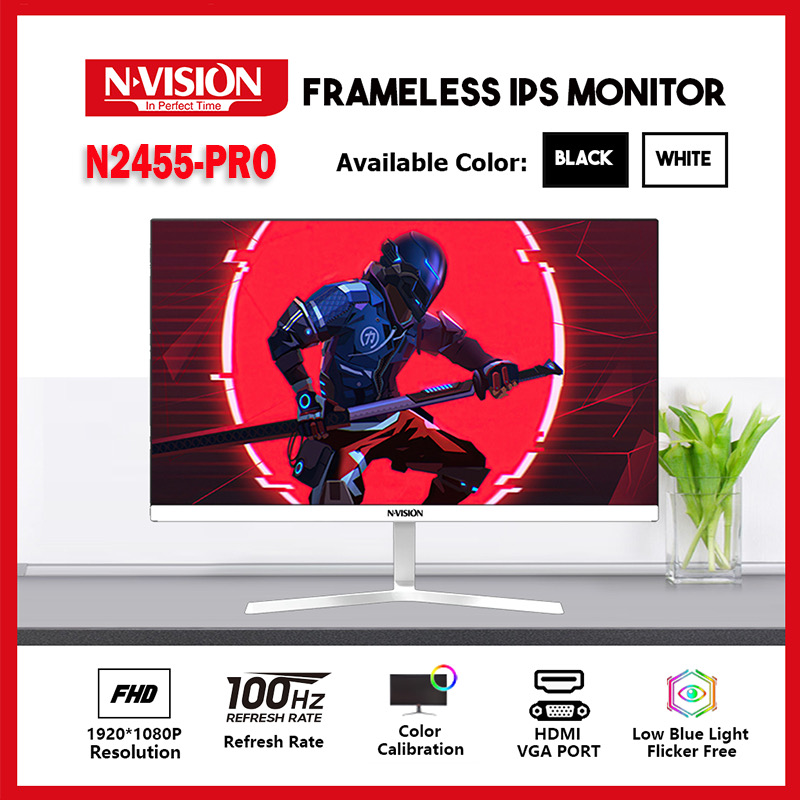 N-VISION
In Perfect Time
FRAMELESS IPS MONITOR
N2455-PRO
Available Color:
BLACK
WHITE
力
N-VISION
FHD
1920*1080P
Resolution
100HZ
REFRESH RATE
Refresh Rate
Color
Calibration
HDMI
VGA PORT
Low Blue Light
Flicker Free